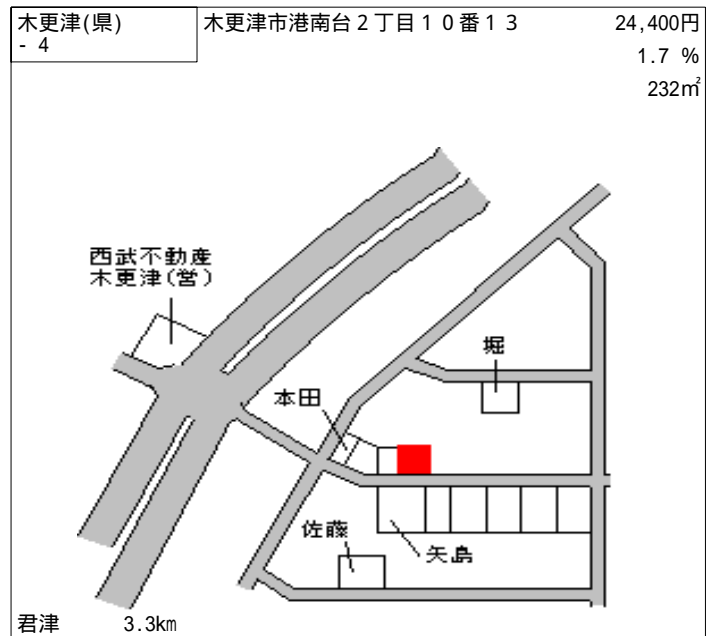 木更津(県)
- 4
木更津市港南台２丁目１０番１３
24,400円
1.7 %
232㎡
西武不動産
木更津(営)
堀
本田
佐藤
矢島
君津 3.3km